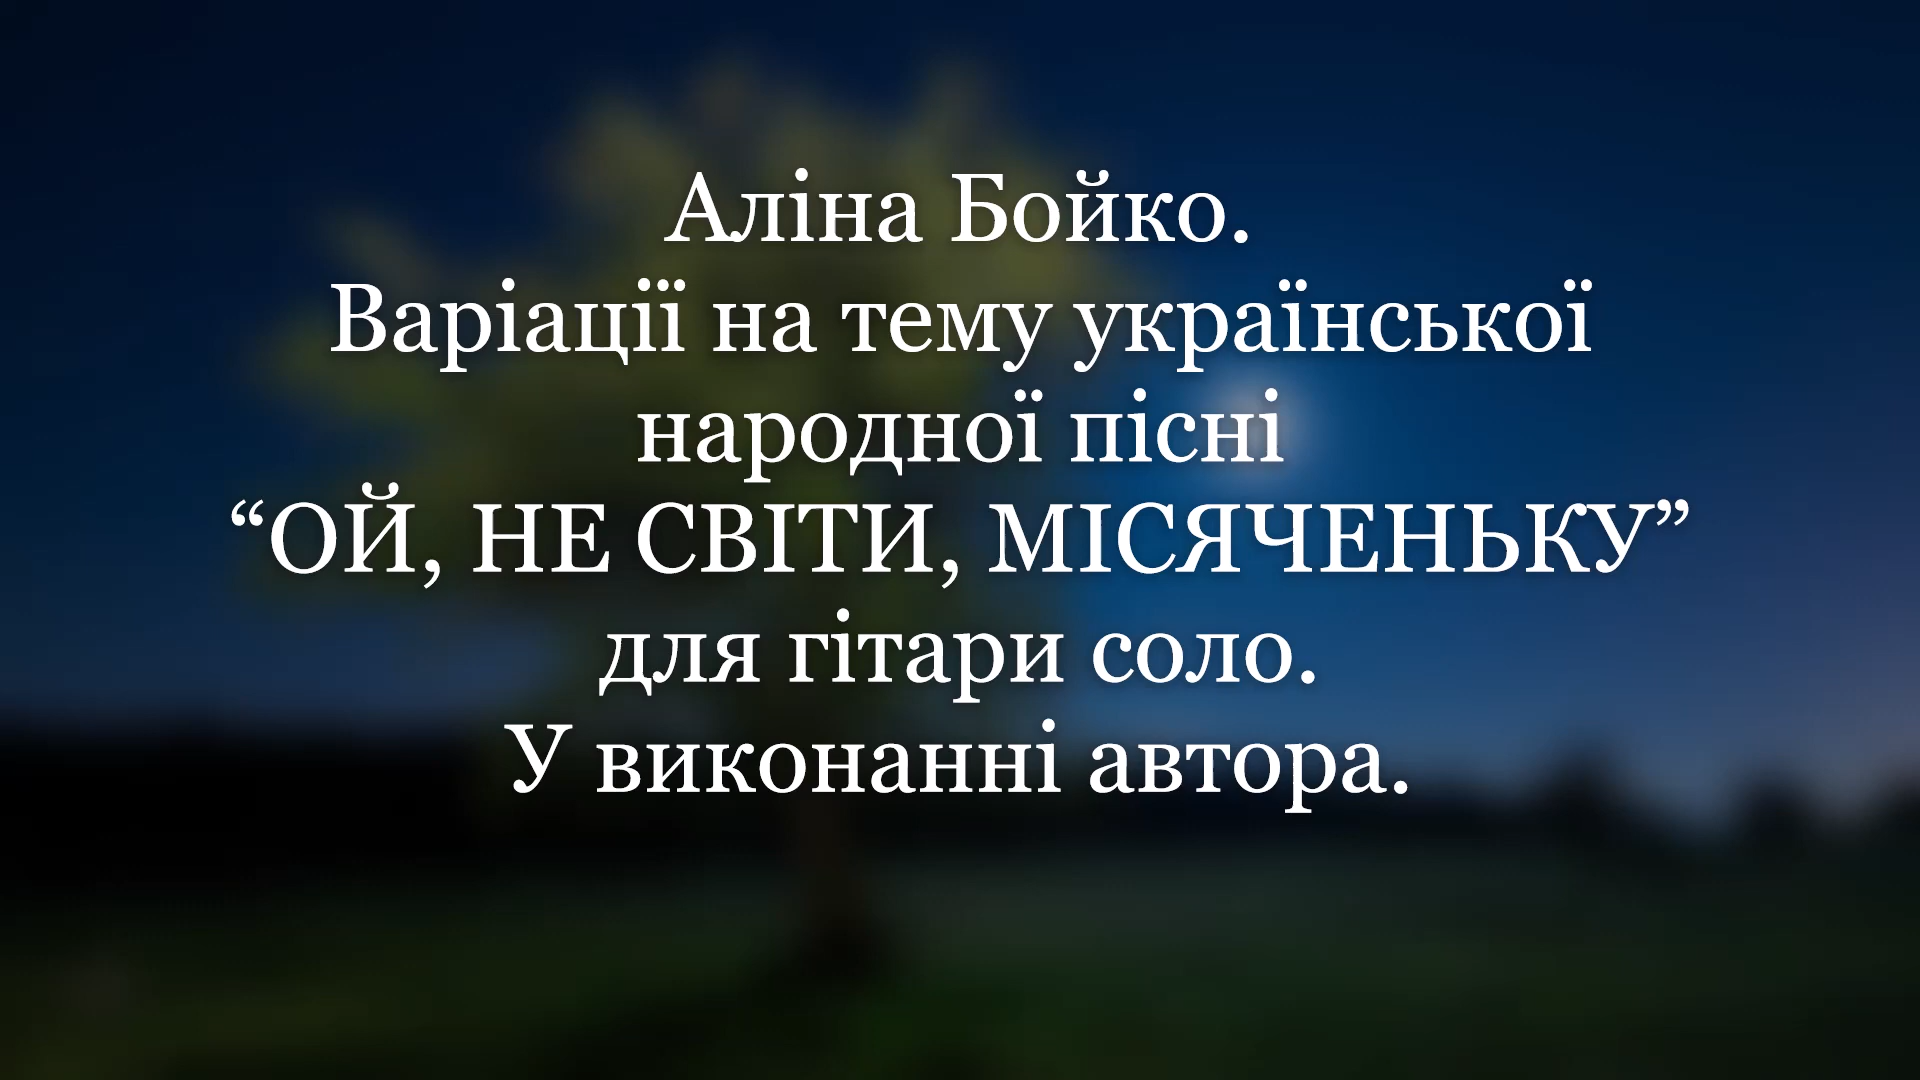 Аліна Бойко.
Варіації на тему української
народної пісні
“ОЙ, НЕ СВІТИ, МІСЯЧЕНЬКУ”
для гітари соло.
У виконанні автора.